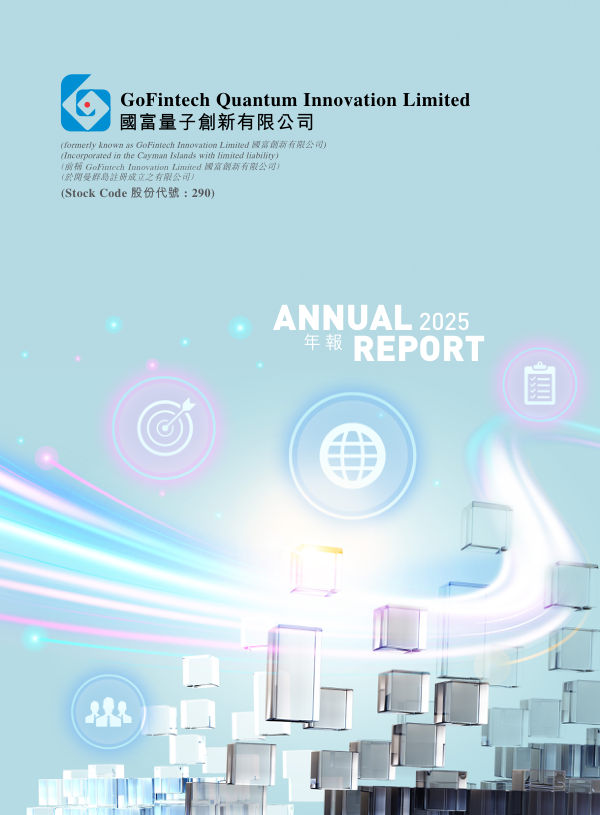 GoFintech Quantum Innovation Limited
國富量子創新有限公司
(formerly known as GoFintech Innovation Limited 國富創新有限公司)
(Incorporated in the Cayman Islands with limited liability)
(前稱 GoFintech Innovation Limited 國富創新有限公司)
(於開曼群島註冊成立之有限公司)
(Stock Code 股份代號 : 290)
ANNUAL 2025
年報 REPORT